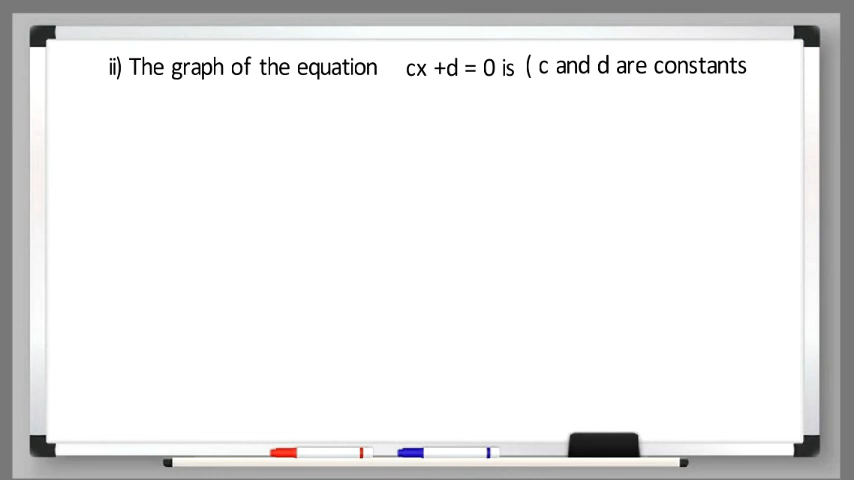 ii) The graph of the equation cx +d = 0 is ( c and d are constants